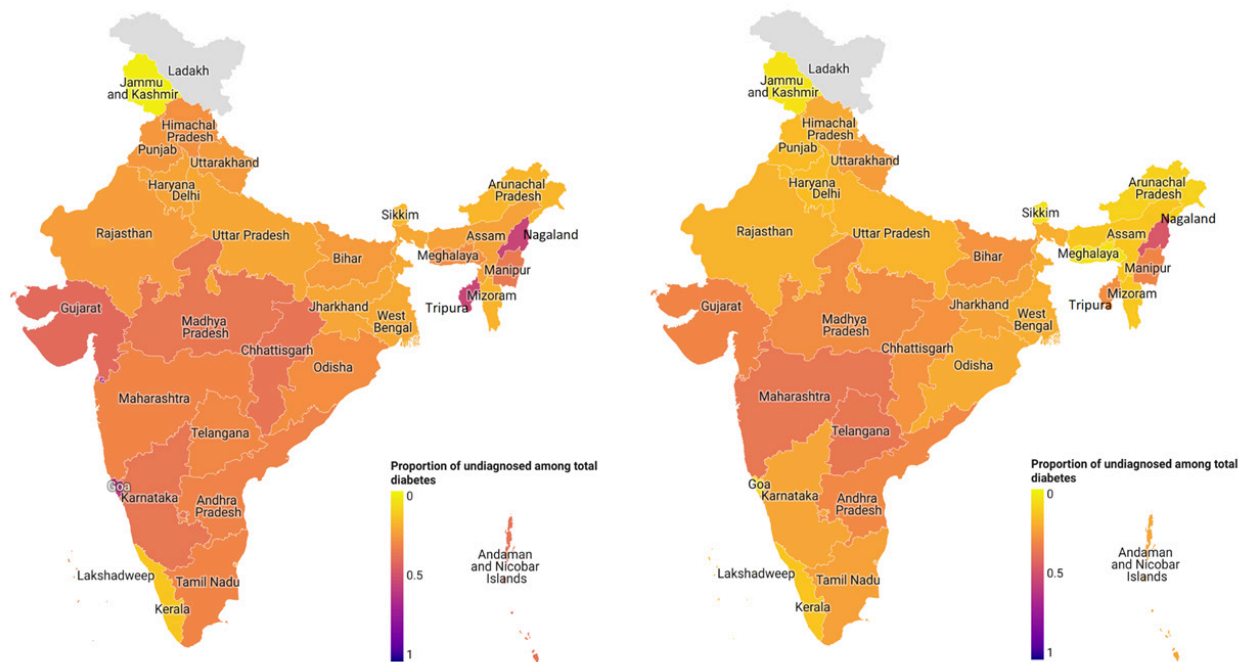 Ladakh
Jammu
and Kashmir
Himachal
Pradesh
Punjab
Uttarakhand
Haryana
Delhi
Arunachal
Pradesh
Sikkim
Rajasthan
Uttar Pradesh
Assam
Nagaland
Bihar
Meghalaya
Manipur
Gujarat
Jharkhand
Tripura
Mizoram
Madhya
Pradesh
West
Bengal
Chhattisgarh
Odisha
Maharashtra
Telangana
Goa
Karnataka
Andhra
Pradesh
Lakshadweep
Tamil Nadu
Kerala
Andaman
and Nicobar
Islands
Proportion of undiagnosed among total
diabetes
0
0.5
1
Ladakh
Jammu
and Kashmir
Himachal
Pradesh
Punjab
Uttarakhand
Haryana
Delhi
Arunachal
Pradesh
Sikkim
Nagaland
Rajasthan
Uttar Pradesh
Assam
Meghalaya
Bihar
Manipur
Gujarat
Jharkhand
Tripura
Mizoram
Madhya
Pradesh
West
Bengal
Chhattisgarh
Odisha
Maharashtra
Telangana
Goa
Karnataka
Andhra
Pradesh
Lakshadweep
Tamil Nadu
Kerala
Andaman
and Nicobar
Islands
Proportion of undiagnosed among total
diabetes
0
0.5
1